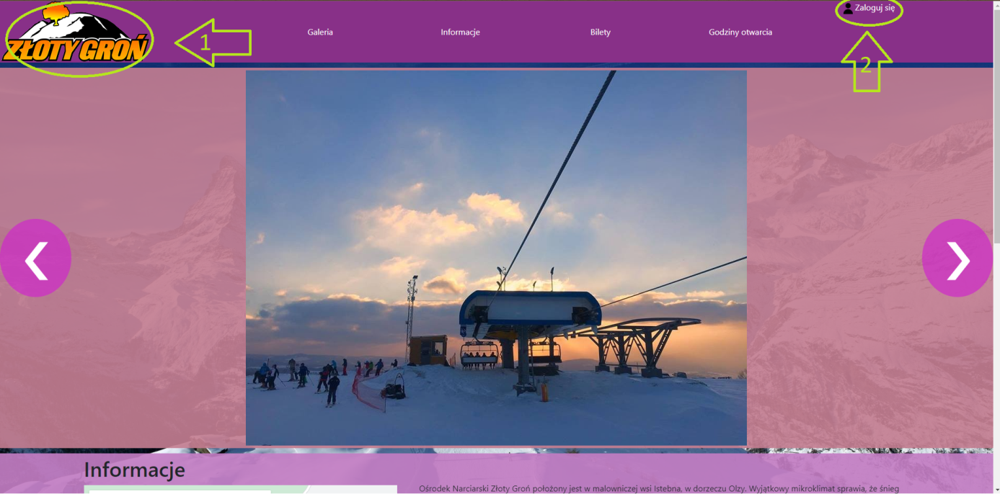 Zaloguj się
ZŁOTY GROŃ
1
Galeria
Informacje
Bilety
Godziny otwarcia
2
Informacje
Ośrodek Narciarski Złoty Groń położony jest w malowniczej wsi Istebna, w dorzeczu Olzy. Wyjątkowy mikroklimat sprawia, że śnieg